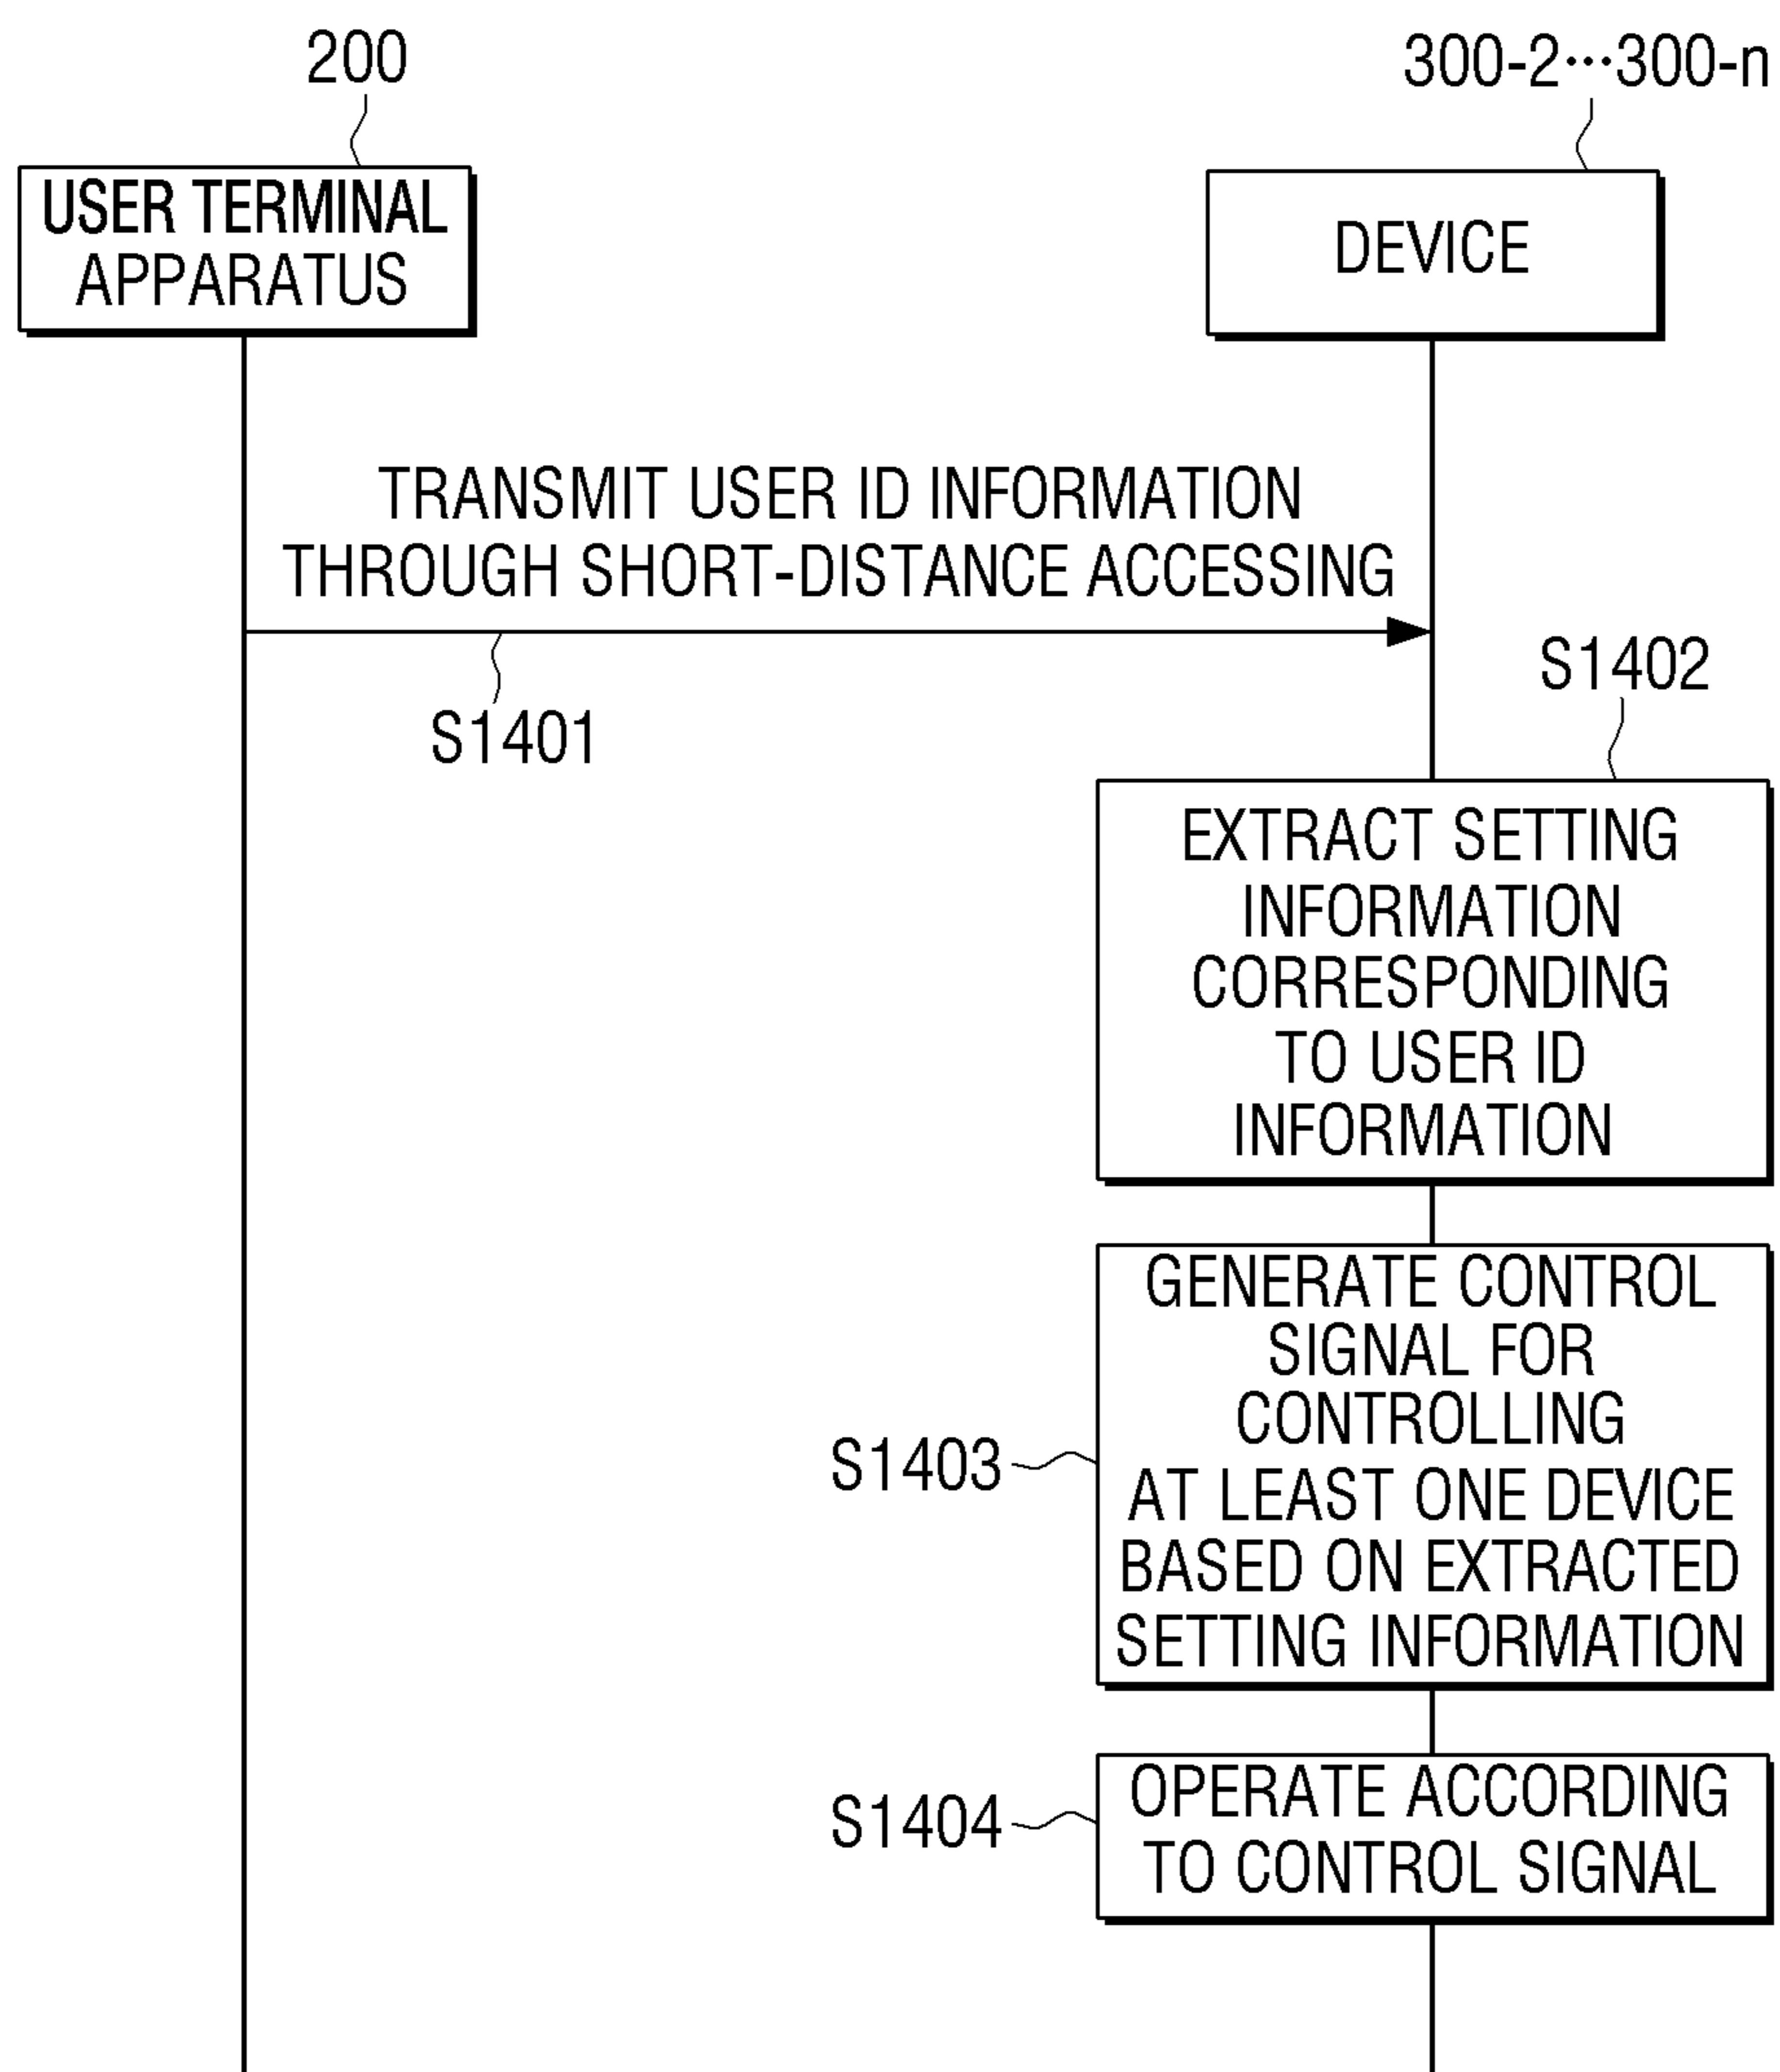 200
300-2···300-n
USER TERMINAL
APPARATUS
DEVICE
TRANSMIT USER ID INFORMATION
THROUGH SHORT-DISTANCE ACCESSING
S1401
S1402
EXTRACT SETTING
INFORMATION
CORRESPONDING
TO USER ID
INFORMATION
S1403
GENERATE CONTROL
SIGNAL FOR
CONTROLLING
AT LEAST ONE DEVICE
BASED ON EXTRACTED
SETTING INFORMATION
S1404
OPERATE ACCORDING
TO CONTROL SIGNAL